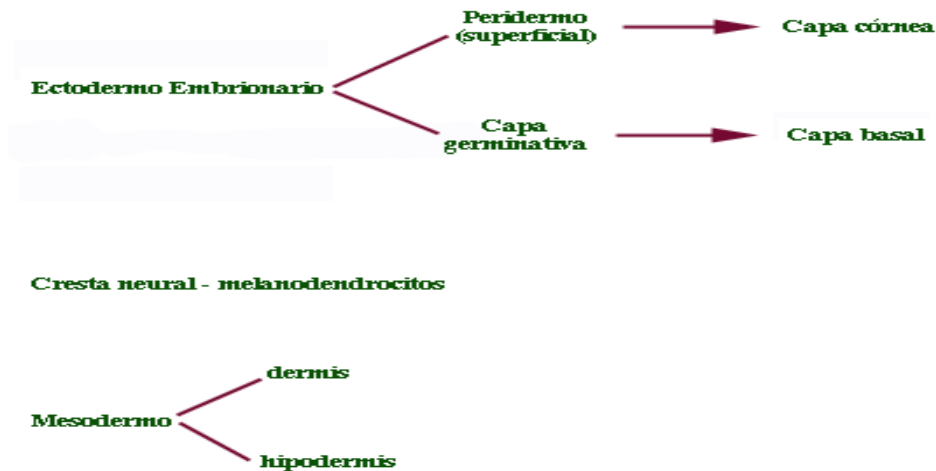 Peridermo
(superficial)
Capa córnea
Ectodermo Embrionario
Capa
germinativa
Capa basal
Cresta neural - melanodendrocitos
dermis
Mesodermo
hipodermis